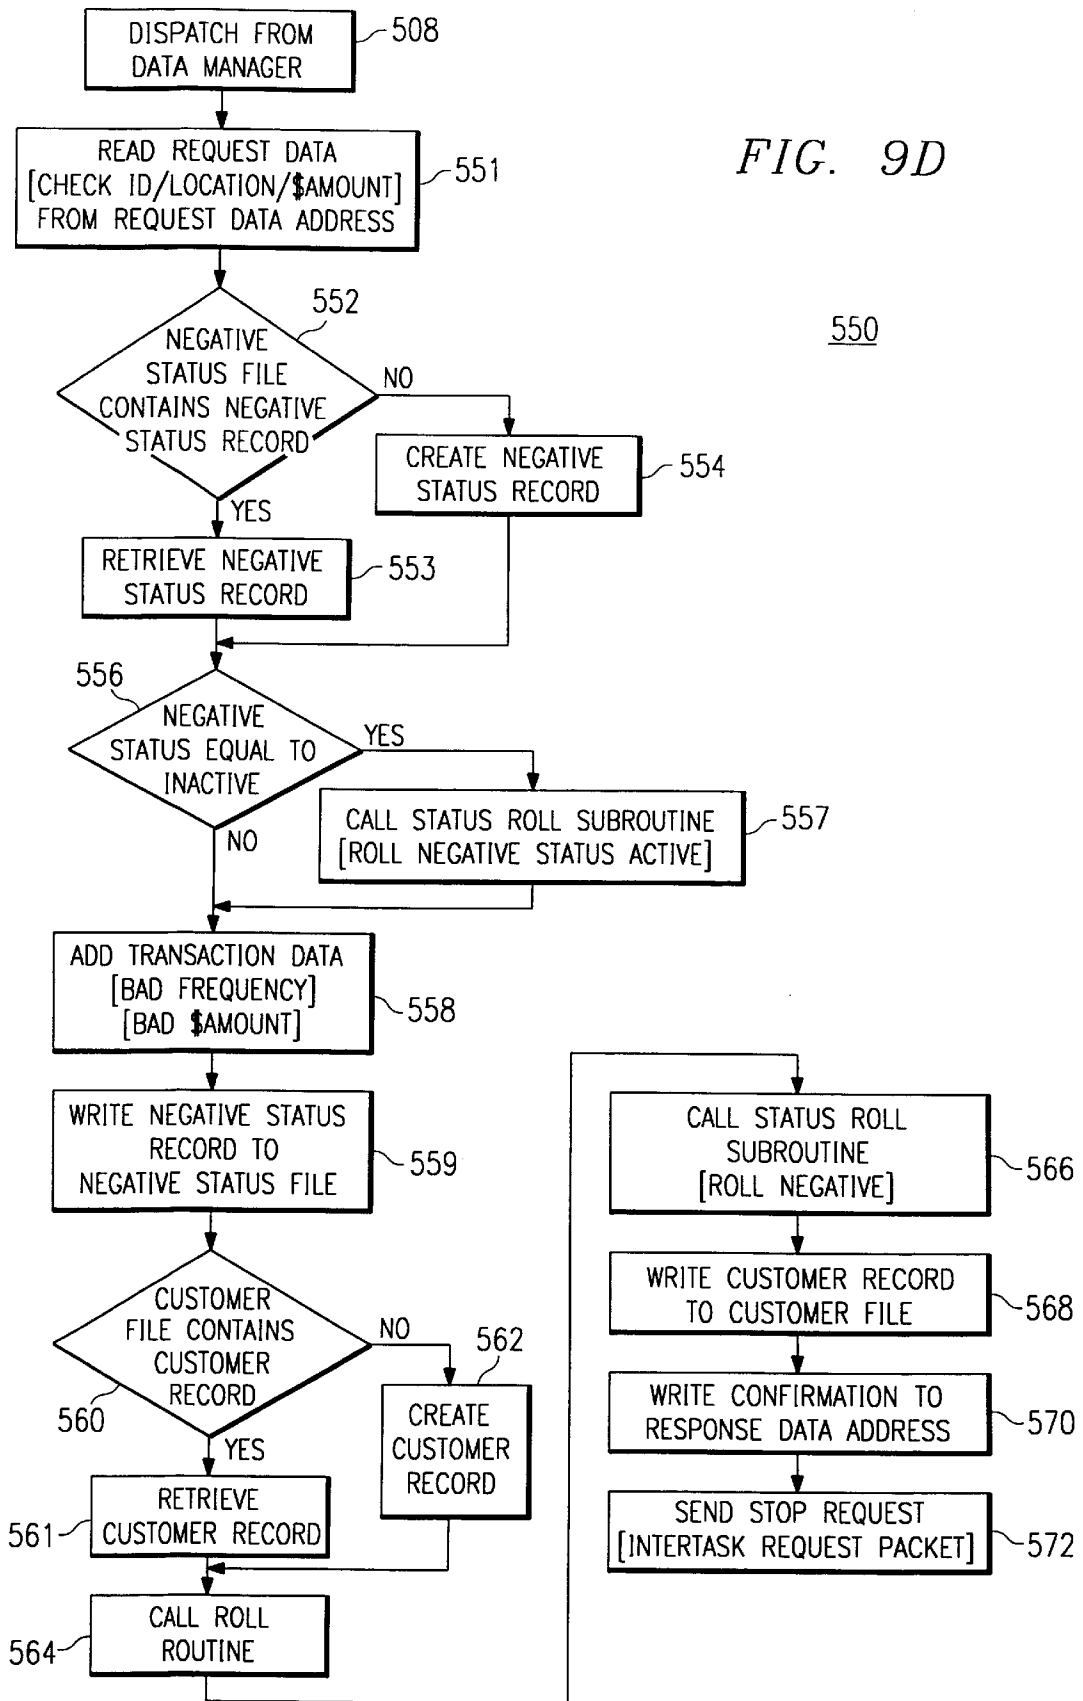 DISPATCH FROM
DATA MANAGER
508
READ REQUEST DATA
[CHECK ID/LOCATION/$AMOUNT]
FROM REQUEST DATA ADDRESS
551
FIG. 9D
550
552
NEGATIVE
STATUS FILE
CONTAINS NEGATIVE
STATUS RECORD
NO
YES
CREATE NEGATIVE
STATUS RECORD
554
RETRIEVE NEGATIVE
STATUS RECORD
553
556
NEGATIVE
STATUS EQUAL TO
INACTIVE
YES
NO
CALL STATUS ROLL SUBROUTINE
[ROLL NEGATIVE STATUS ACTIVE]
557
ADD TRANSACTION DATA
[BAD FREQUENCY]
[BAD $AMOUNT]
558
WRITE NEGATIVE STATUS
RECORD TO
NEGATIVE STATUS FILE
559
CUSTOMER
FILE CONTAINS
CUSTOMER
RECORD
560
NO
YES
562
CREATE
CUSTOMER
RECORD
RETRIEVE
CUSTOMER RECORD
561
CALL ROLL
ROUTINE
564
CALL STATUS ROLL
SUBROUTINE
[ROLL NEGATIVE]
566
WRITE CUSTOMER RECORD
TO CUSTOMER FILE
568
WRITE CONFIRMATION TO
RESPONSE DATA ADDRESS
570
SEND STOP REQUEST
[INTERTASK REQUEST PACKET]
572